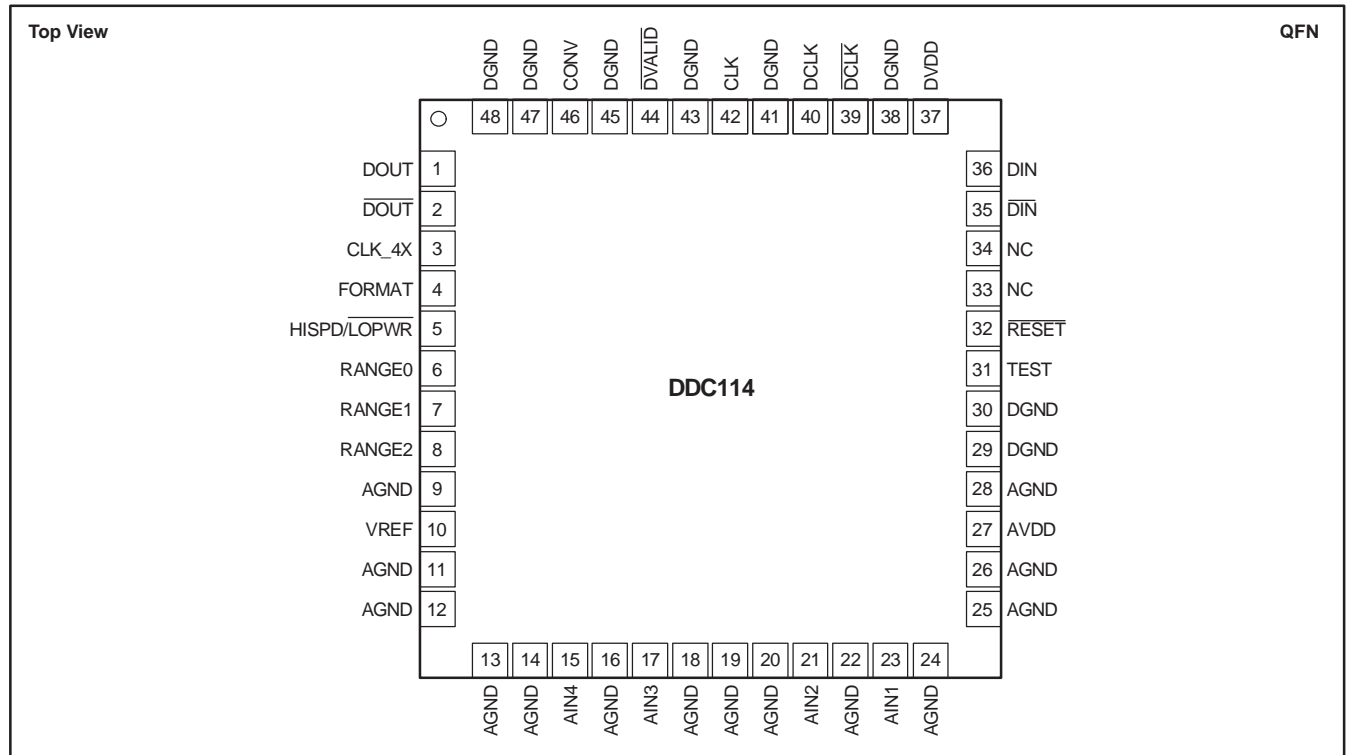 Top View
QFN
DGND
DGND
CONV
DGND
DVALID
DGND
CLK
DGND
DCLK
DCLK
DGND
DVDD
48 47 46 45 44 43 42 41 40 39 38 37
DOUT 1
DOUT 2
CLK_4X 3
FORMAT 4
HISPD/LOPWR 5
RANGE0 6
RANGE1 7
RANGE2 8
AGND 9
VREF 10
AGND 11
AGND 12
DDC114
36 DIN
35 DIN
34 NC
33 NC
32 RESET
31 TEST
30 DGND
29 DGND
28 AGND
27 AVDD
26 AGND
25 AGND
13 14 15 16 17 18 19 20 21 22 23 24
AGND
AGND
AIN4
AGND
AIN3
AGND
AGND
AGND
AIN2
AGND
AIN1
AGND